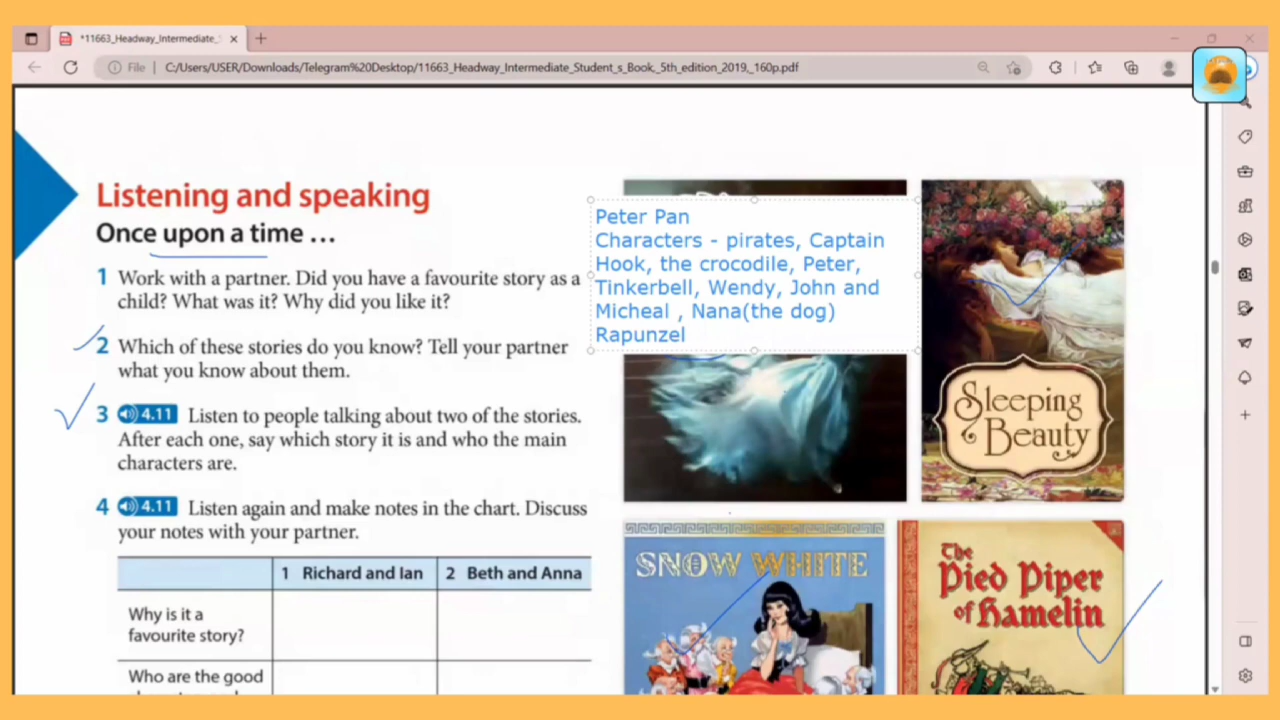 *11663_Headway_Intermediate_
File
C:/Users/USER/Downloads/Telegram%20Desktop/11663_Headway_Intermediate_Student_s_Book,_5th_edition_2019,_160p.pdf
Listening and speaking
Once upon a time …
1 Work with a partner. Did you have a favourite story as a
child? What was it? Why did you like it?
2 Which of these stories do you know? Tell your partner
what you know about them.
3 4.11 Listen to people talking about two of the stories.
After each one, say which story it is and who the main
characters are.
4 4.11 Listen again and make notes in the chart. Discuss
your notes with your partner.
1 Richard and Ian
2 Beth and Anna
Why is it a
favourite story?
Who are the good
Peter Pan
Characters - pirates, Captain
Hook, the crocodile, Peter,
Tinkerbell, Wendy, John and
Micheal , Nana(the dog)
Rapunzel
Sleeping
Beauty
SNOW WHITE
The
Pied Piper
of Hamelin